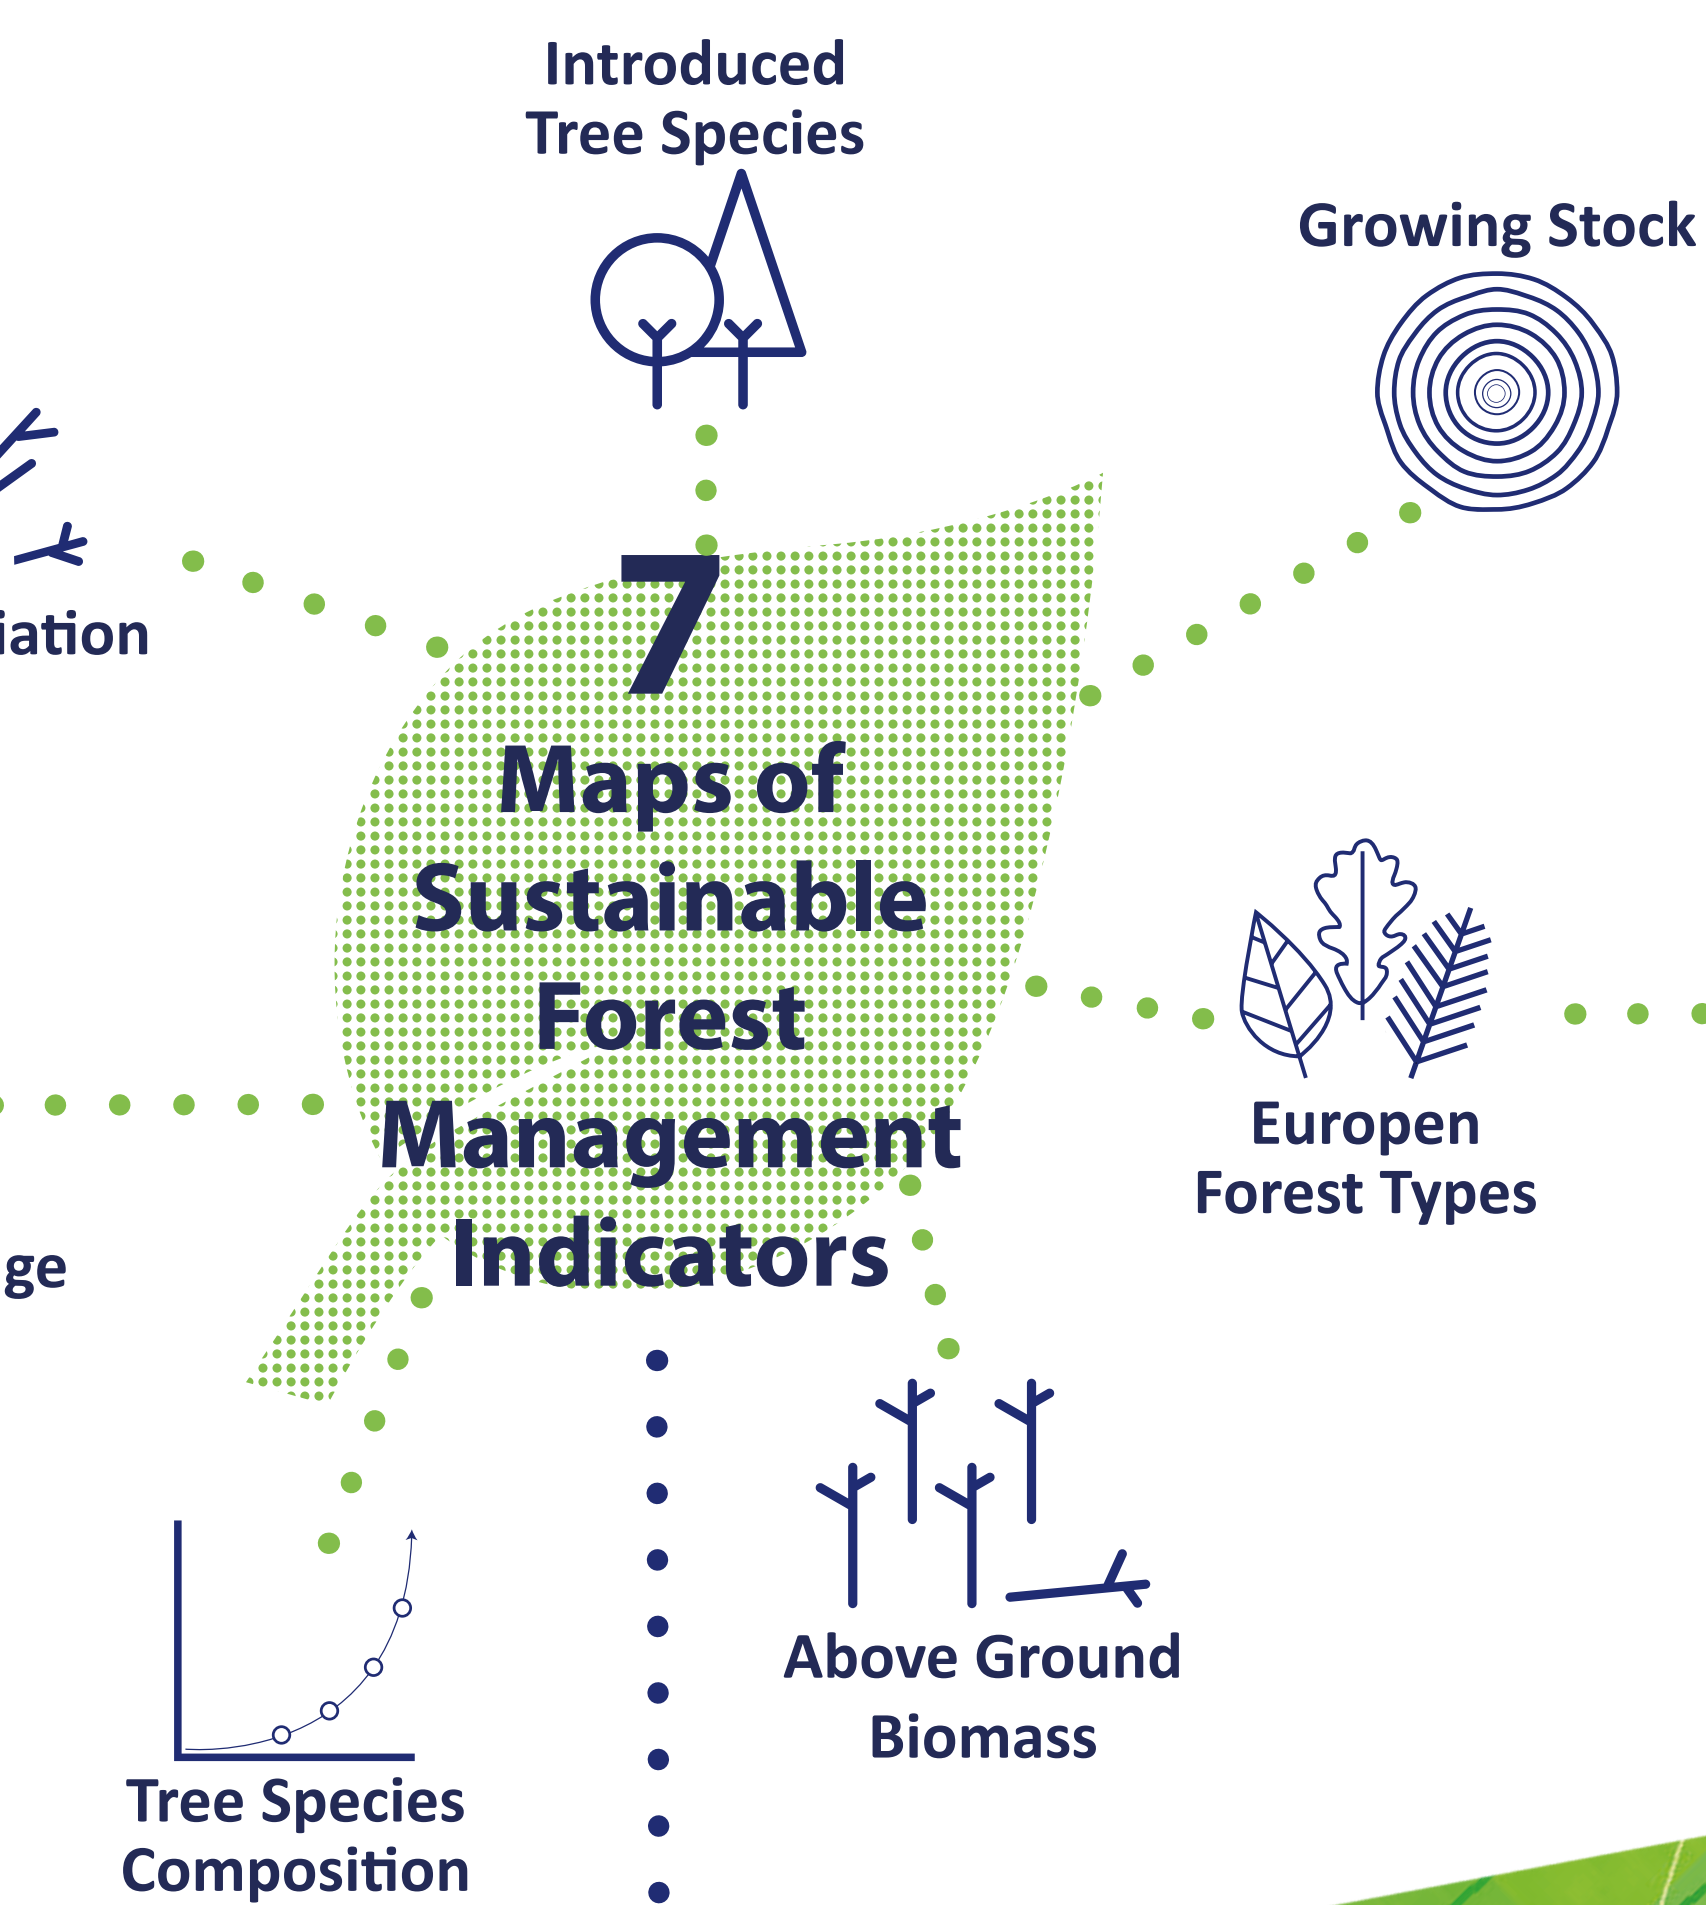 Introduced
Tree Species
Growing Stock
iation
7
Maps of
Sustainable
Forest
Management
Indicators
Europen
Forest Types
ge
Above Ground
Biomass
Tree Species
Composition